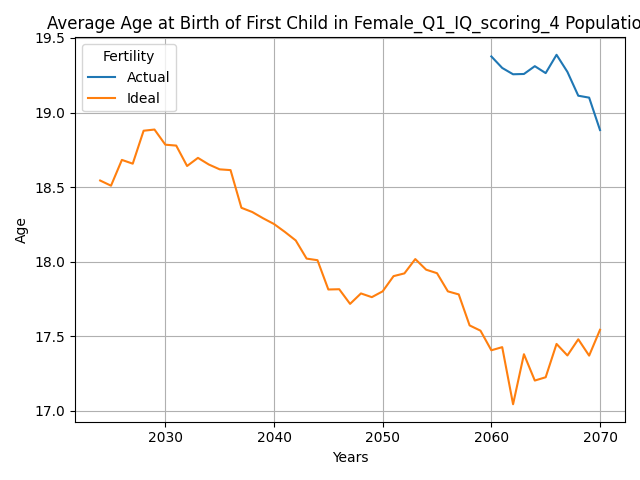 Average Age at Birth of First Child in Female_Q1_IQ_scoring_4 Populatio
Fertility
Actual
Ideal
19.5
19.0
18.5
18.0
17.5
17.0
Age
2030 2040 2050 2060 2070
Years